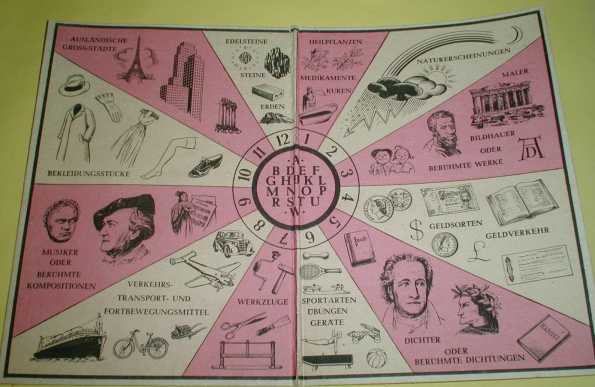 AUSLÄNDISCHE
GROSS-STÄDTE
EDELSTEINE
STEINE
ERDEN
HEILPFLANZEN
MEDIKAMENTE
KUREN
NATURERSCHEINUNGEN
MALER
BILDHAUER
ODER
BERÜHMTE WERKE
BEKLEIDUNGSSTÜCKE
12
1
2
3
4
5
6
7
8
9
10
11
A
B D E F
G H I K L
M N O P
R S T U
W
$
GELDSORTEN
£
GELDVERKEHR
MUSIKER
ODER
BERÜHMTE
KOMPOSITIONEN
VERKEHRS-
TRANSPORT- UND
FORTBEWEGUNGSMITTEL
WERKZEUGE
SPORTARTEN
ÜBUNGEN
GERÄTE
DICHTER
ODER
BERÜHMTE DICHTUNGEN